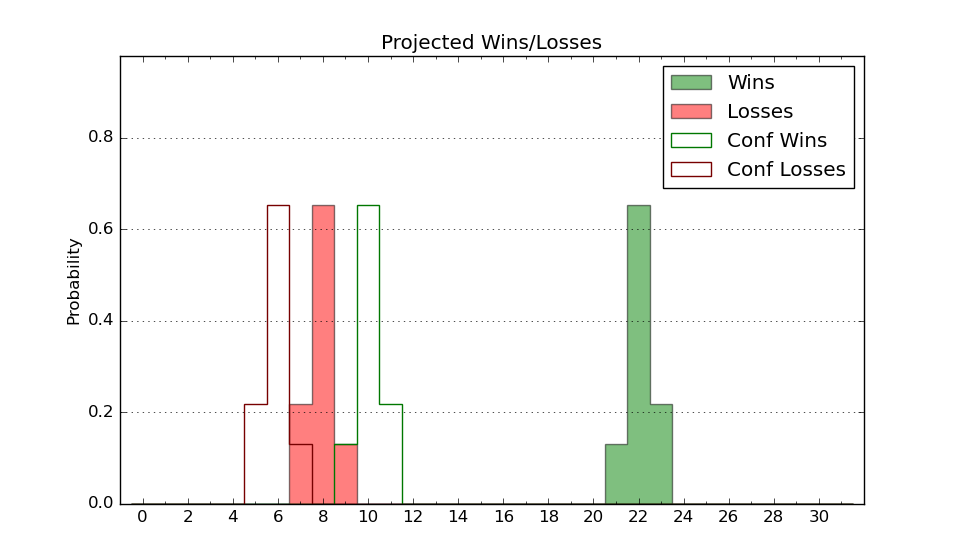 Projected Wins/Losses
Wins
Losses
Conf Wins
Conf Losses
Probability
0.8
0.6
0.4
0.2
0.0
0 2 4 6 8 10 12 14 16 18 20 22 24 26 28 30